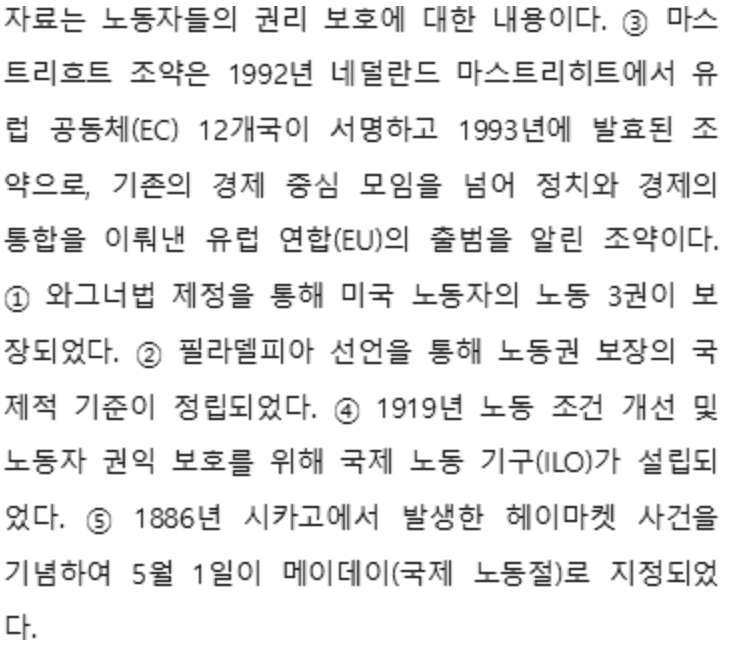 자료는 노동자들의 권리 보호에 대한 내용이다. ③ 마스
트리흐트 조약은 1992년 네덜란드 마스트리히트에서 유
럽 공동체(EC) 12개국이 서명하고 1993년에 발효된 조
약으로, 기존의 경제 중심 모임을 넘어 정치와 경제의
통합을 이뤄낸 유럽 연합(EU)의 출범을 알린 조약이다.
① 와그너법 제정을 통해 미국 노동자의 노동 3권이 보
장되었다. ② 필라델피아 선언을 통해 노동권 보장의 국
제적 기준이 정립되었다. ④ 1919년 노동 조건 개선 및
노동자 권익 보호를 위해 국제 노동 기구(ILO)가 설립되
었다. ⑤ 1886년 시카고에서 발생한 헤이마켓 사건을
기념하여 5월 1일이 메이데이(국제 노동절)로 지정되었
다.